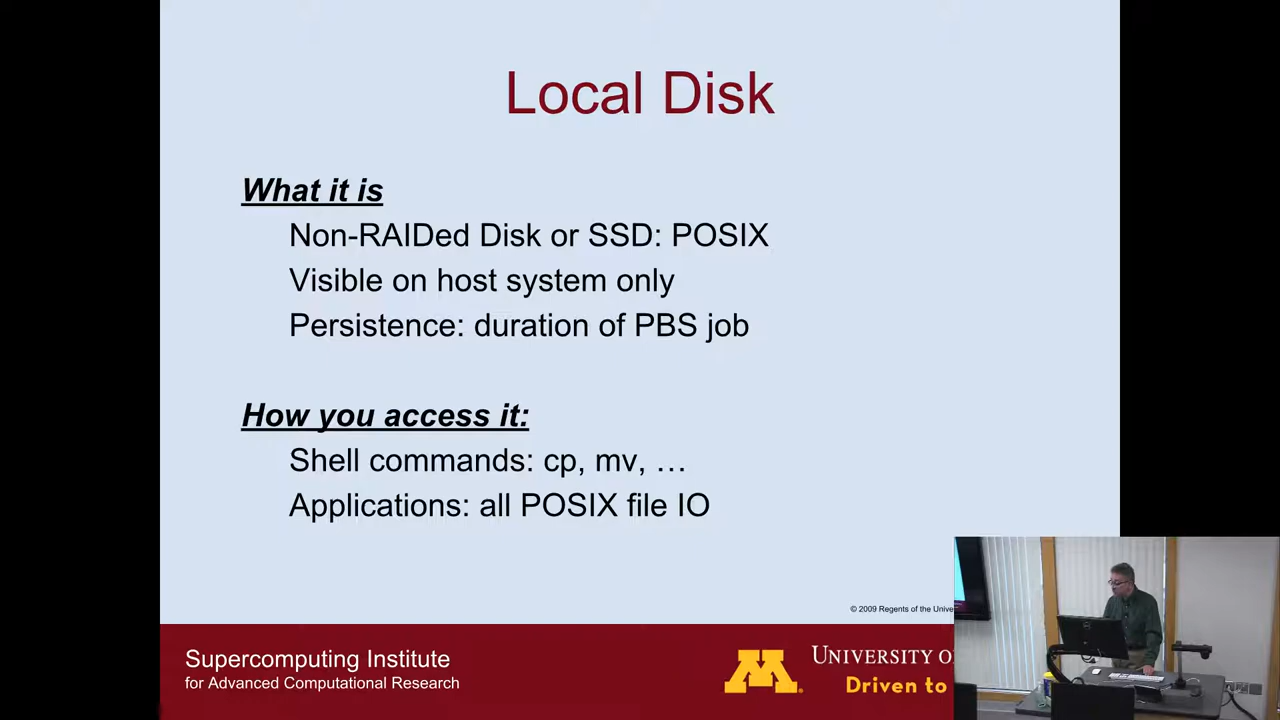 Local Disk
What it is
Non-RAIDed Disk or SSD: POSIX
Visible on host system only
Persistence: duration of PBS job
How you access it:
Shell commands: cp, mv, …
Applications: all POSIX file IO
© 2009 Regents of the
Supercomputing Institute
for Advanced Computational Research
UNIVERSITY
Driven to